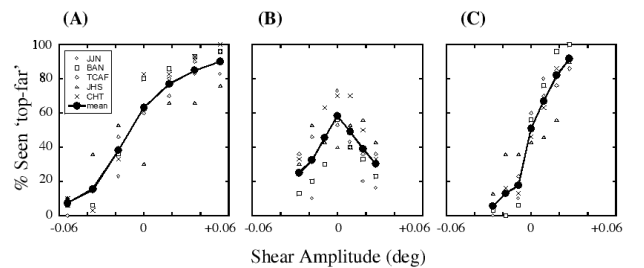 (A) (B) (C)
100
80
60
40
20
0
% Seen 'top-far'
JJN
BAN
TCAF
JHS
CHT
mean
-0.06 0 +0.06 -0.06 0 +0.06 -0.06 0 +0.06
Shear Amplitude (deg)